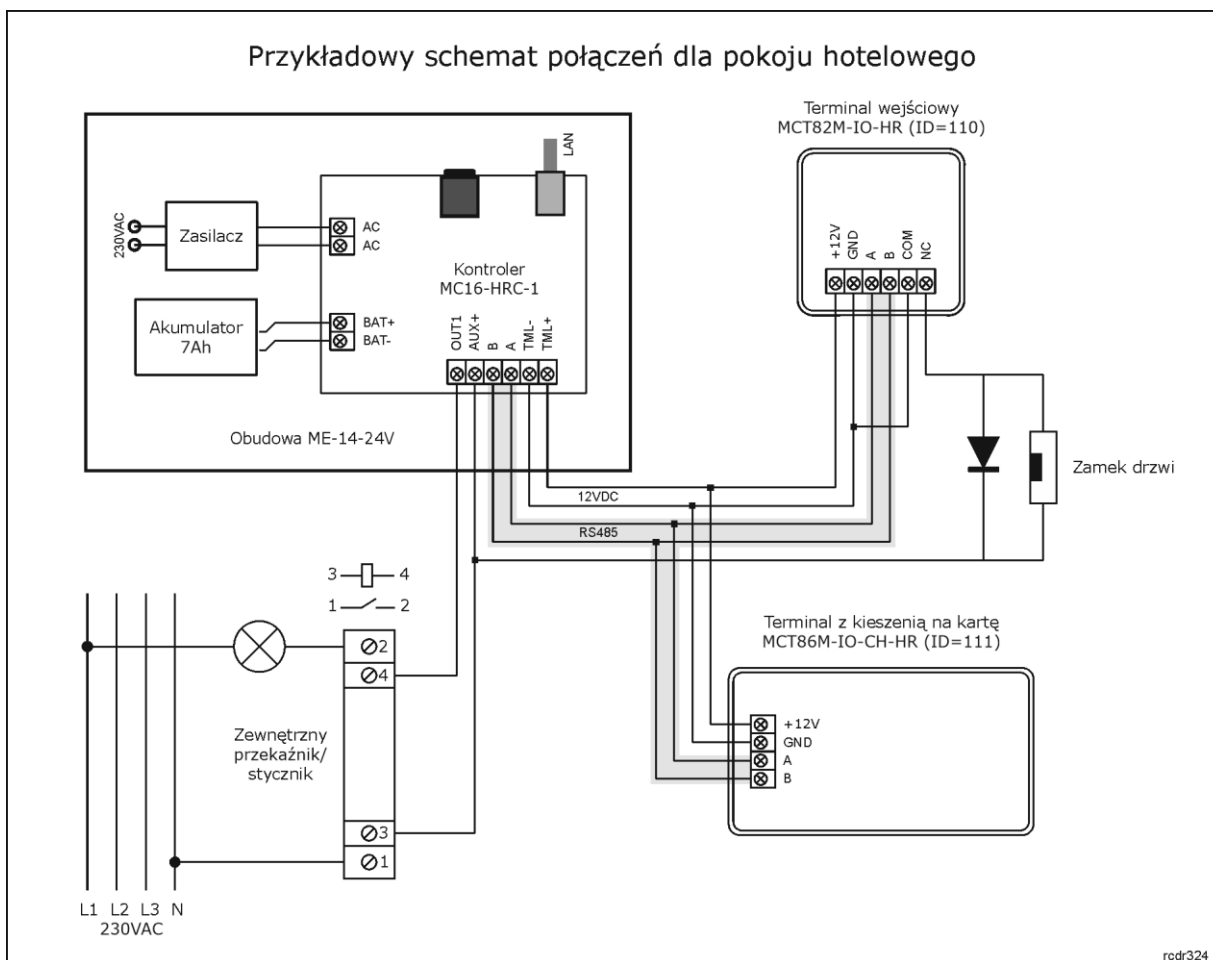 Przykładowy schemat połączeń dla pokoju hotelowego
LAN
230VAC
Zasilacz
AC
AC
Kontroler
MC16-HRC-1
Akumulator
7Ah
BAT+
BAT-
OUT1
AUX+
B
A
TML-
TML+
Obudowa ME-14-24V
Terminal wejściowy
MCT82M-IO-HR (ID=110)
+12V
GND
A
B
COM
NC
Zamek drzwi
12VDC
RS485
3
4
1
2
2
4
Zewnętrzny
przekaźnik/
stycznik
3
1
L1 L2 L3 N
230VAC
Terminal z kieszenią na kartę
MCT86M-IO-CH-HR (ID=111)
+12V
GND
A
B
rcdr324